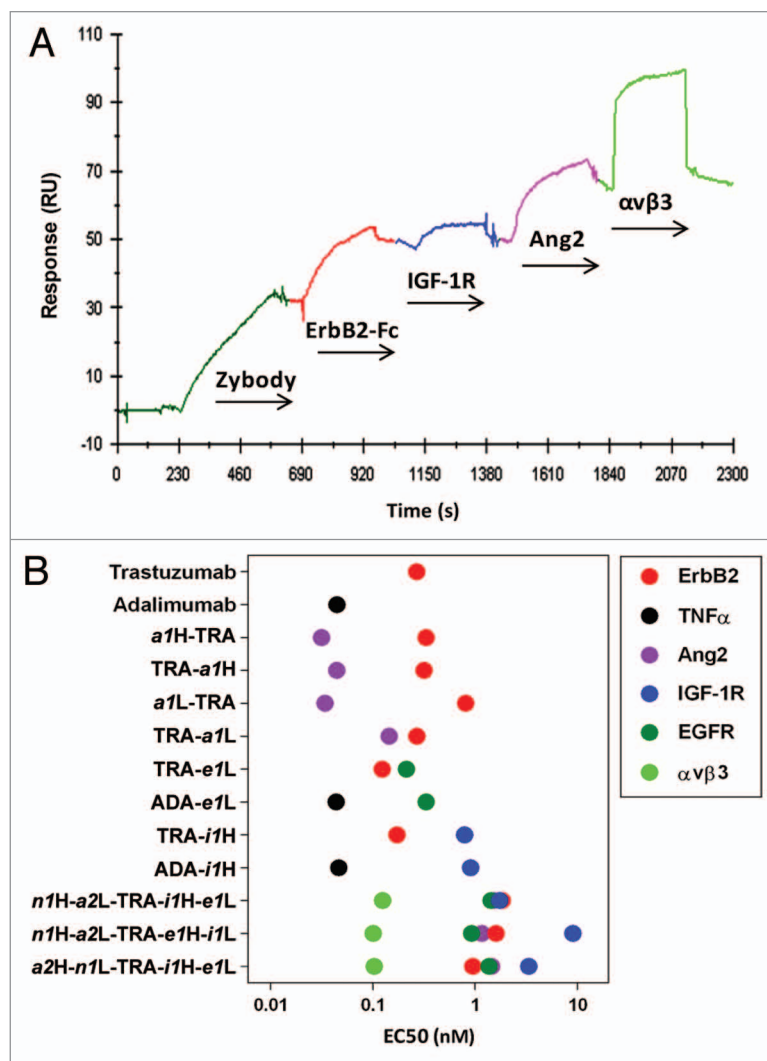 A
110
90
70
50
30
10
-10
Response (RU)
Zybody
ErbB2-Fc
IGF-1R
Ang2
αvβ3
0 230 460 690 920 1150 1380 1610 1840 2070 2300
Time (s)
B
Trastuzumab
Adalimumab
a1H-TRA
TRA-a1H
a1L-TRA
TRA-a1L
TRA-e1L
ADA-e1L
TRA-i1H
ADA-i1H
n1H-a2L-TRA-i1H-e1L
n1H-a2L-TRA-e1H-i1L
a2H-n1L-TRA-i1H-e1L
0.01 0.1 1 10
EC50 (nM)
ErbB2
TNFα
Ang2
IGF-1R
EGFR
αvβ3